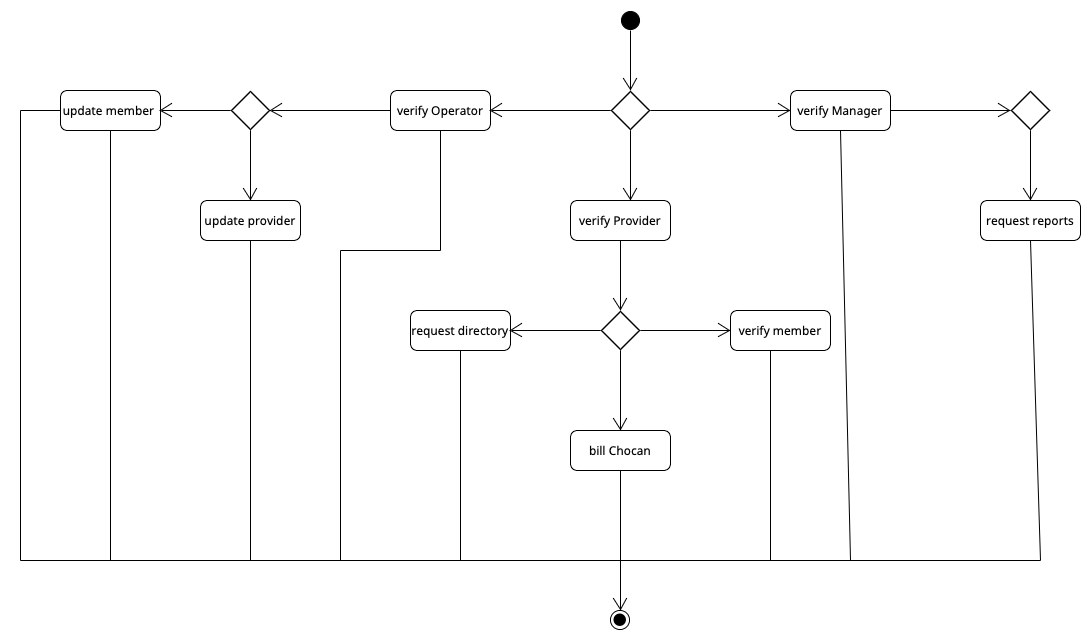 update member
verify Operator
verify Manager
update provider
verify Provider
request reports
request directory
verify member
bill Chocan